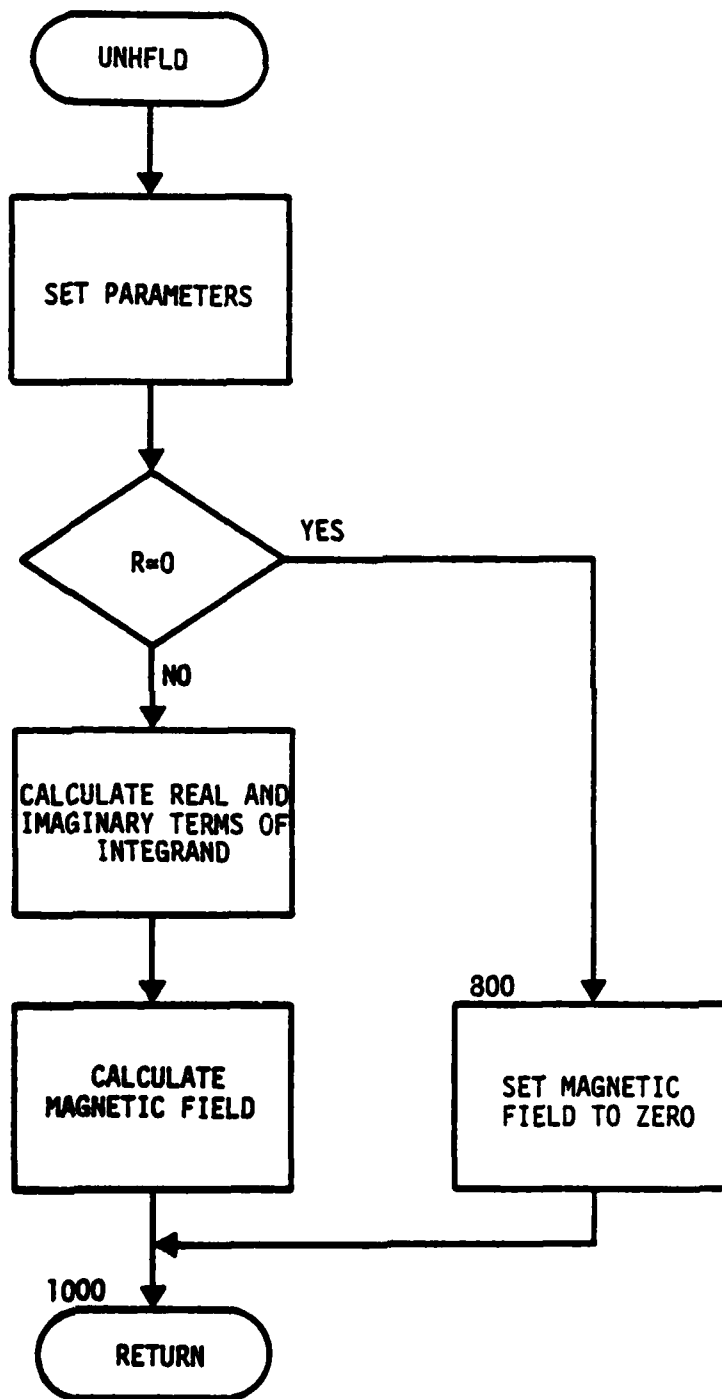 UNHFLD
SET PARAMETERS
R=0
YES
NO
CALCULATE REAL AND
IMAGINARY TERMS OF
INTEGRAND
800
CALCULATE
MAGNETIC FIELD
SET MAGNETIC
FIELD TO ZERO
1000
RETURN